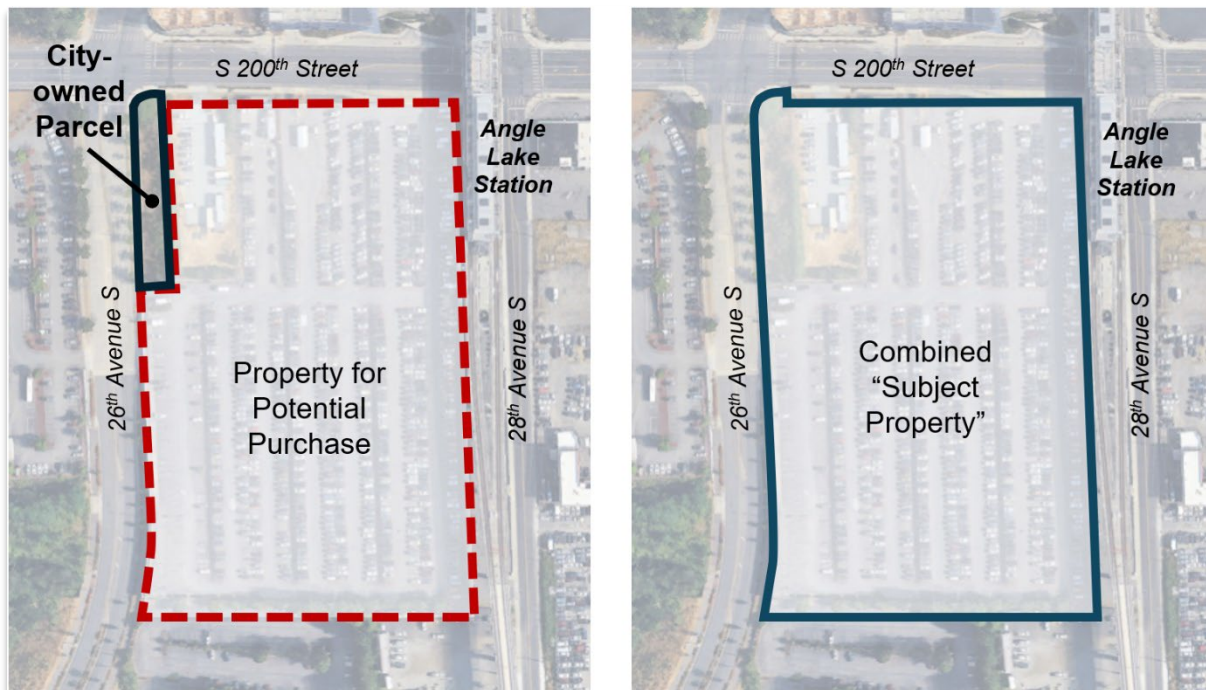 City-
owned
Parcel
S 200th Street
Angle
Lake
Station
26th Avenue S
28th Avenue S
Property for
Potential
Purchase
S 200th Street
Angle
Lake
Station
26th Avenue S
28th Avenue S
Combined
“Subject
Property”